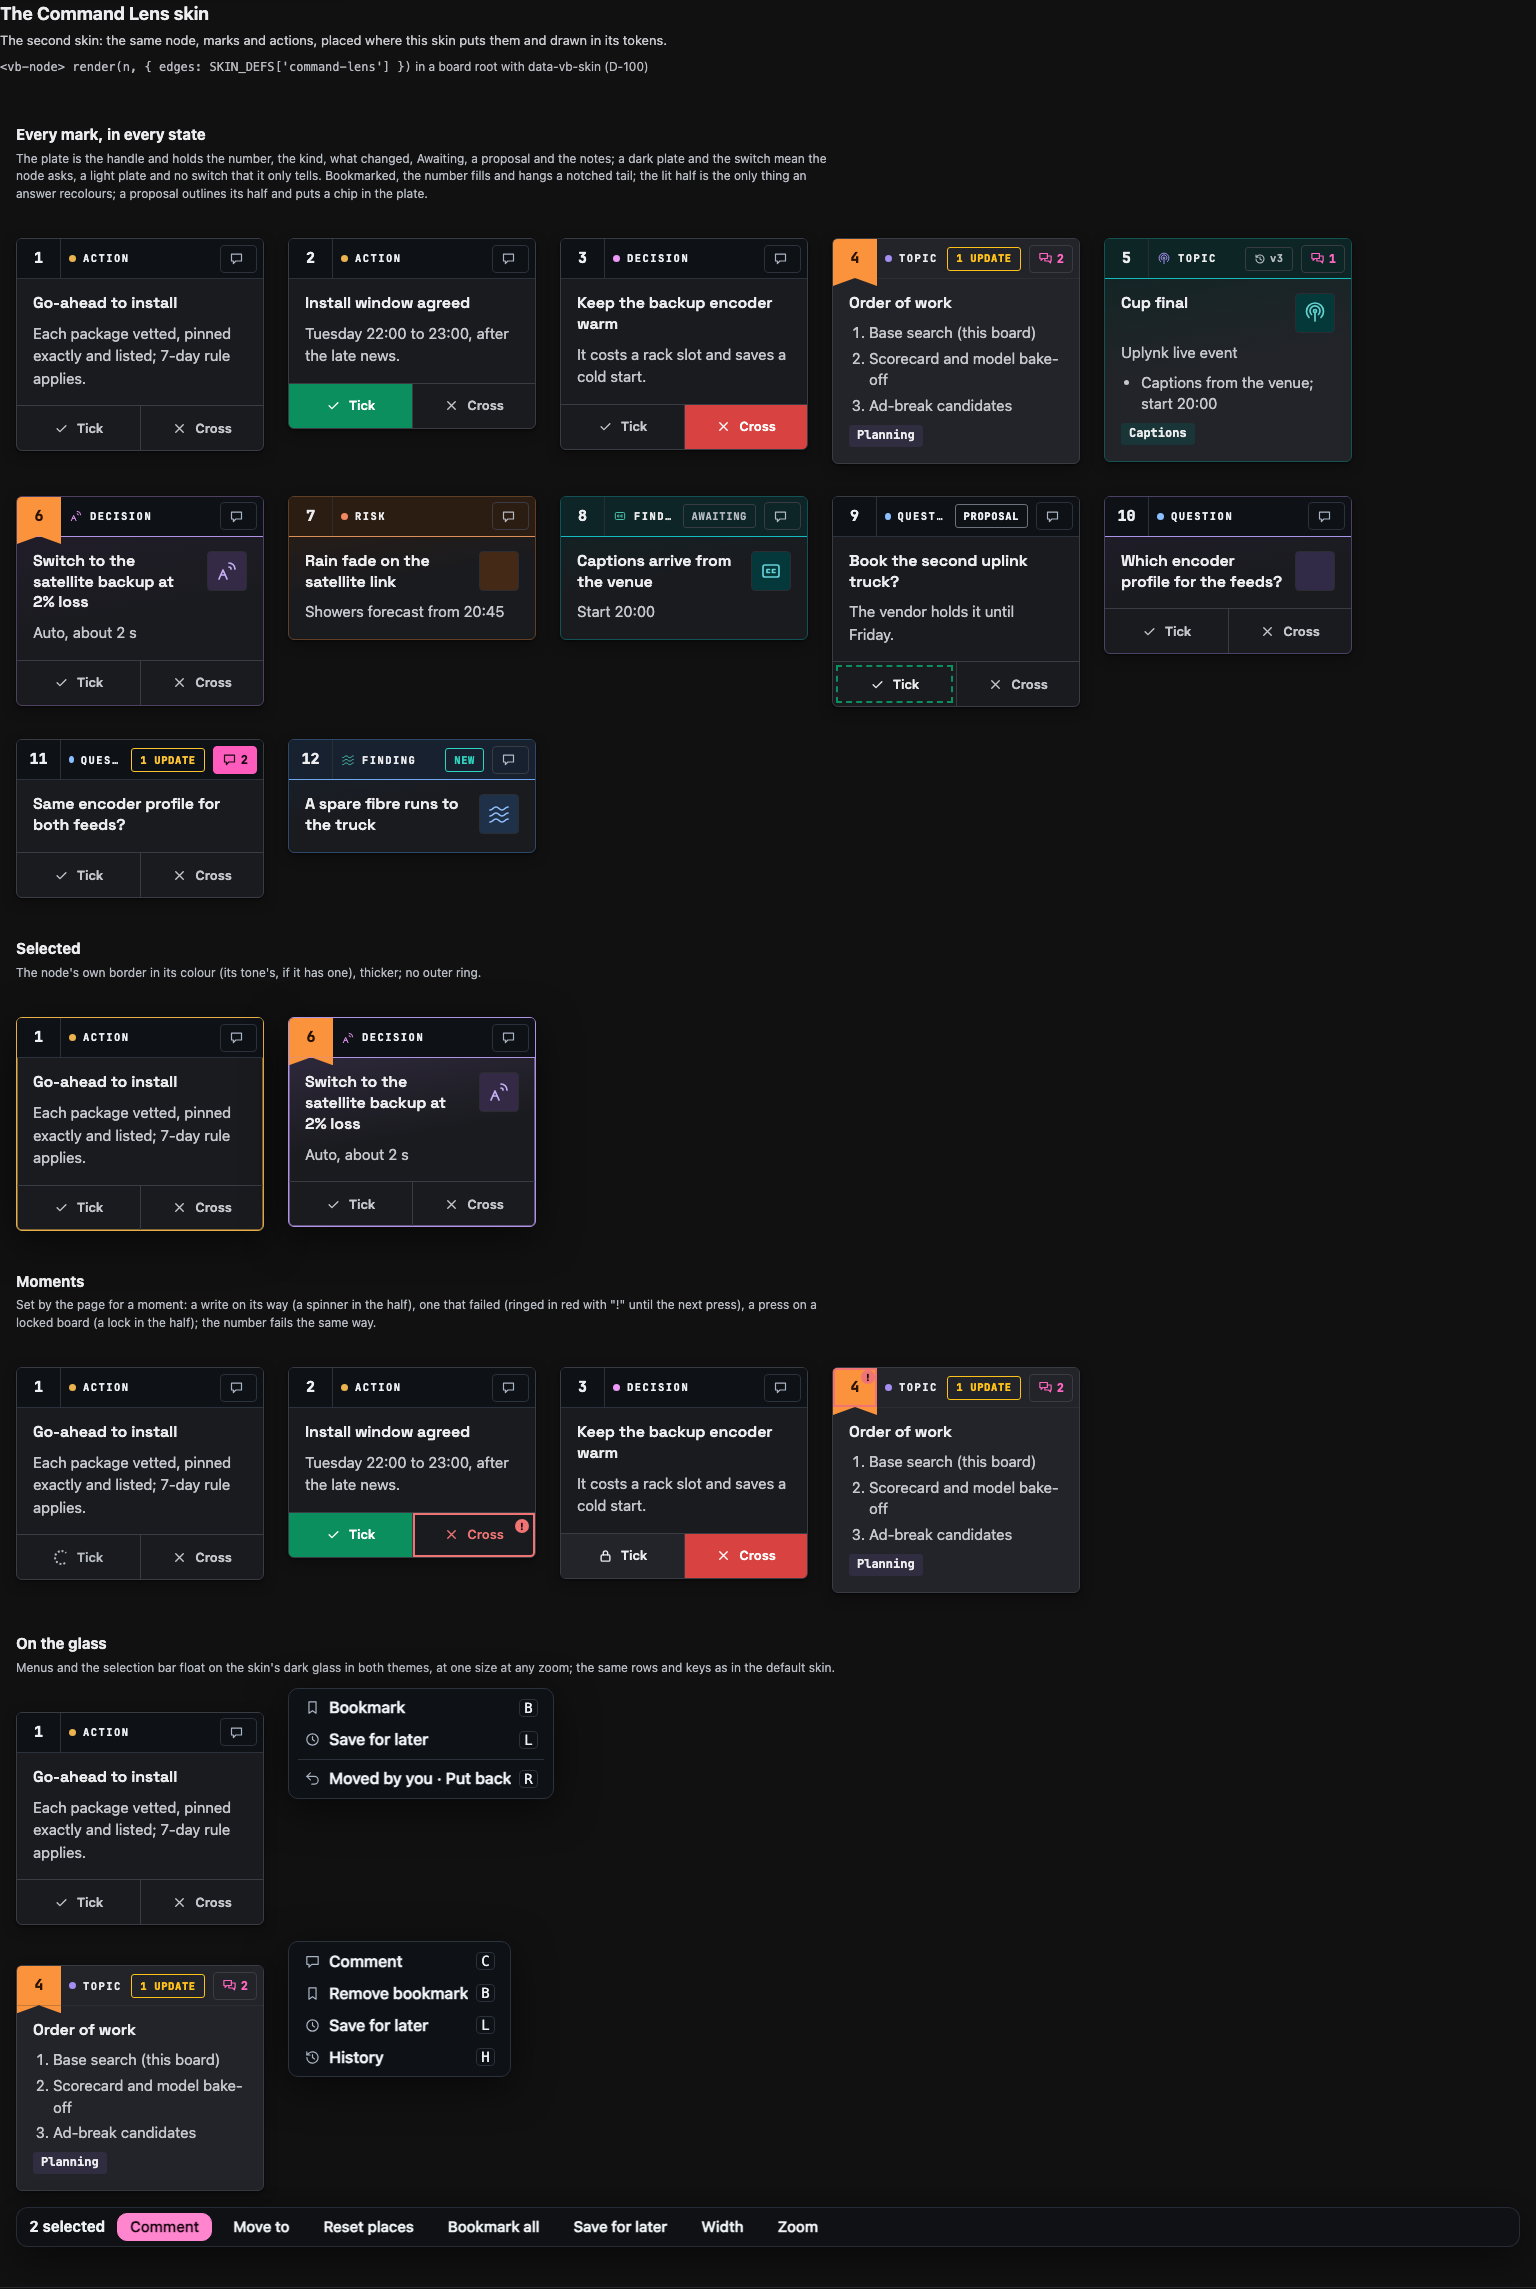 The Command Lens skin
The second skin: the same node, marks and actions, placed where this skin puts them and drawn in its tokens.
<vb-node> render(n, { edges: SKIN_DEFS['command-lens'] }) in a board root with data-vb-skin (D-100)
Every mark, in every state
The plate is the handle and holds the number, the kind, what changed, Awaiting, a proposal and the notes; a dark plate and the switch mean the
node asks, a light plate and no switch that it only tells. Bookmarked, the number fills and hangs a notched tail; the lit half is the only thing an
answer recolours; a proposal outlines its half and puts a chip in the plate.
1 ACTION
Go-ahead to install
Each package vetted, pinned
exactly and listed; 7-day rule
applies.
Tick Cross
2 ACTION
Install window agreed
Tuesday 22:00 to 23:00, after
the late news.
Tick Cross
3 DECISION
Keep the backup encoder
warm
It costs a rack slot and saves a
cold start.
Tick Cross
4 TOPIC 1 UPDATE 2
Order of work
1. Base search (this board)
2. Scorecard and model bake-
off
3. Ad-break candidates
Planning
5 TOPIC v3 1
Cup final
Uplynk live event
• Captions from the venue;
start 20:00
Captions
6 DECISION
Switch to the
satellite backup at
2% loss
Auto, about 2 s
Tick Cross
7 RISK
Rain fade on the
satellite link
Showers forecast from 20:45
8 FIND… AWAITING
Captions arrive from
the venue
Start 20:00
9 QUEST… PROPOSAL
Book the second uplink
truck?
The vendor holds it until
Friday.
Tick Cross
10 QUESTION
Which encoder
profile for the feeds?
Tick Cross
11 QUES… 1 UPDATE 2
Same encoder profile for
both feeds?
Tick Cross
12 FINDING NEW
A spare fibre runs to
the truck
Selected
The node's own border in its colour (its tone's, if it has one), thicker; no outer ring.
1 ACTION
Go-ahead to install
Each package vetted, pinned
exactly and listed; 7-day rule
applies.
Tick Cross
6 DECISION
Switch to the
satellite backup at
2% loss
Auto, about 2 s
Tick Cross
Moments
Set by the page for a moment: a write on its way (a spinner in the half), one that failed (ringed in red with "!" until the next press), a press on a
locked board (a lock in the half); the number fails the same way.
1 ACTION
Go-ahead to install
Each package vetted, pinned
exactly and listed; 7-day rule
applies.
Tick Cross
2 ACTION
Install window agreed
Tuesday 22:00 to 23:00, after
the late news.
Tick Cross !
3 DECISION
Keep the backup encoder
warm
It costs a rack slot and saves a
cold start.
Tick Cross
4 ! TOPIC 1 UPDATE 2
Order of work
1. Base search (this board)
2. Scorecard and model bake-
off
3. Ad-break candidates
Planning
On the glass
Menus and the selection bar float on the skin's dark glass in both themes, at one size at any zoom; the same rows and keys as in the default skin.
1 ACTION
Go-ahead to install
Each package vetted, pinned
exactly and listed; 7-day rule
applies.
Tick Cross
Bookmark B
Save for later L
Moved by you · Put back R
4 TOPIC 1 UPDATE 2
Order of work
1. Base search (this board)
2. Scorecard and model bake-
off
3. Ad-break candidates
Planning
Comment C
Remove bookmark B
Save for later L
History H
2 selected Comment Move to Reset places Bookmark all Save for later Width Zoom